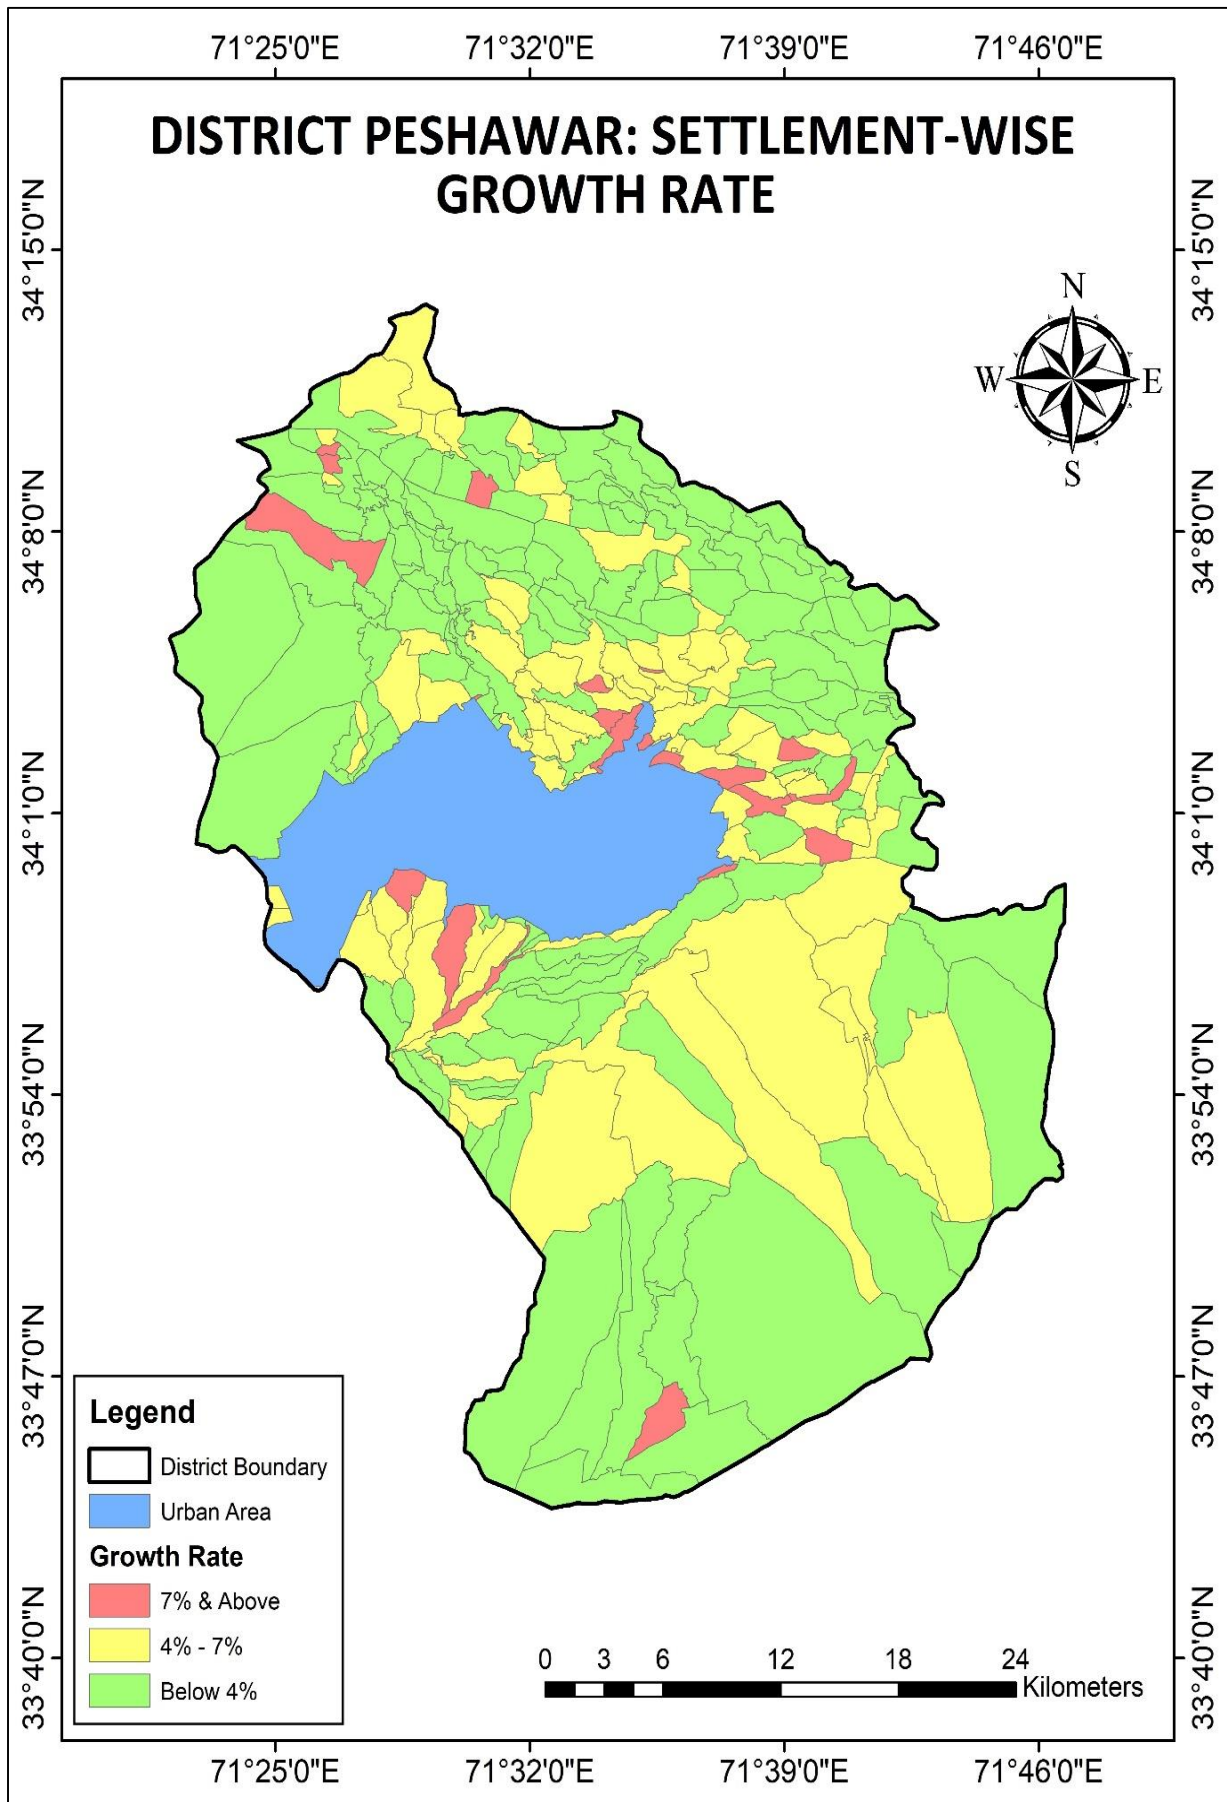 71°25'0"E 71°32'0"E 71°39'0"E 71°46'0"E
DISTRICT PESHAWAR: SETTLEMENT-WISE
GROWTH RATE
34°15'0"N 34°15'0"N
N
W E
S
34°8'0"N 34°8'0"N
34°1'0"N 34°1'0"N
33°54'0"N 33°54'0"N
33°47'0"N 33°47'0"N
Legend
District Boundary
Urban Area
Growth Rate
7% & Above
4% - 7%
Below 4%
0 3 6 12 18 24
Kilometers
33°40'0"N 33°40'0"N
71°25'0"E 71°32'0"E 71°39'0"E 71°46'0"E